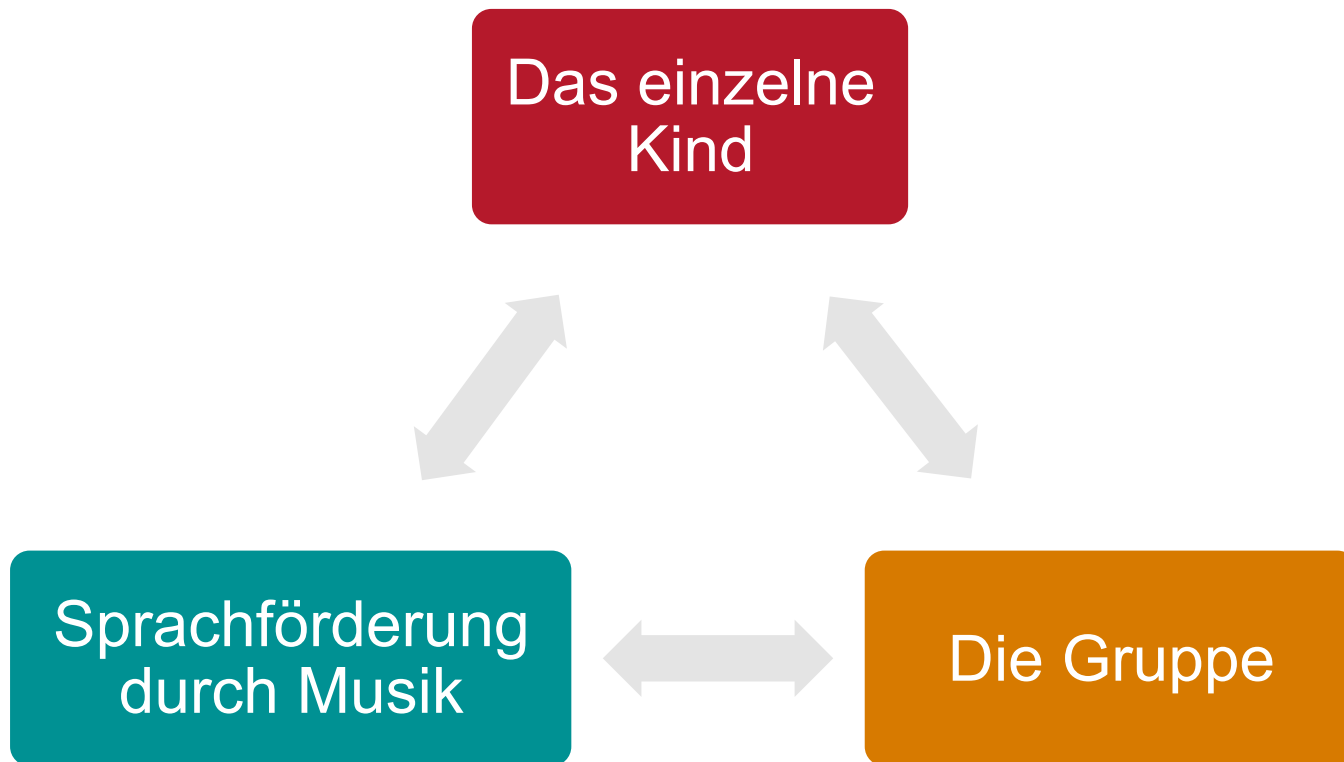 Das einzelne
Kind
Sprachförderung
durch Musik
Die Gruppe